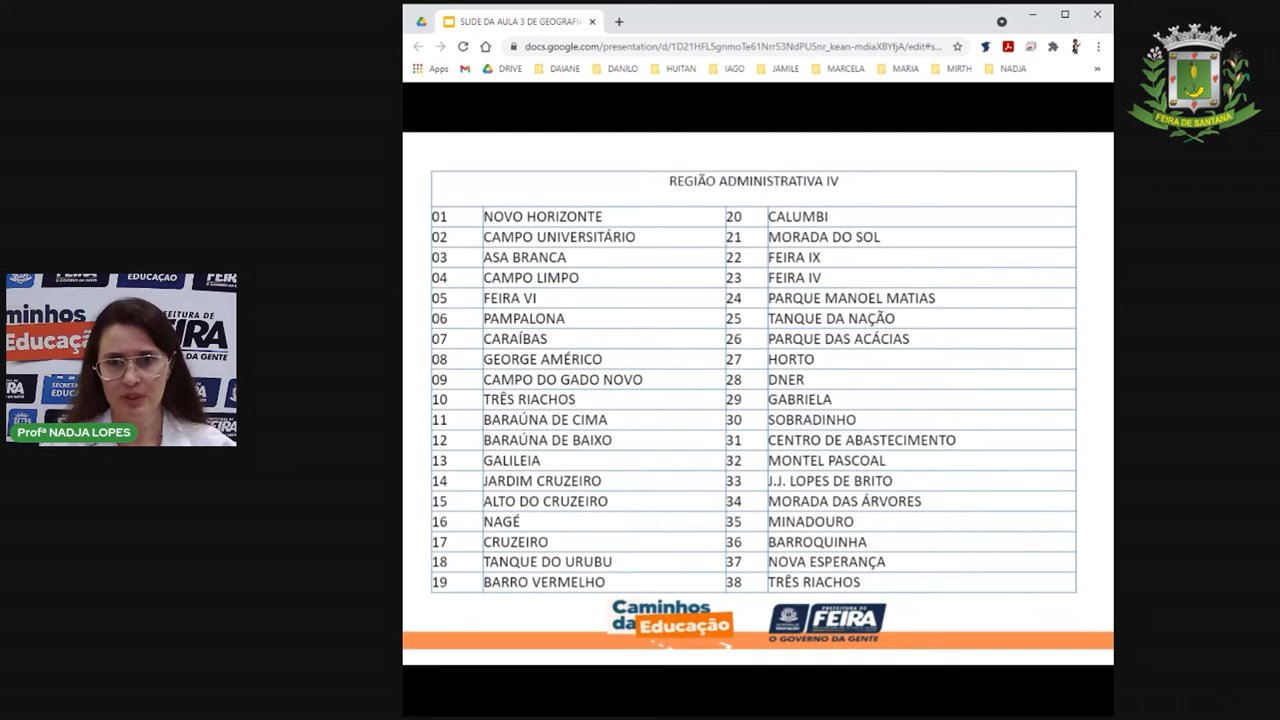 SLIDE DA AULA 3 DE GEOGRAFIA
docs.google.com/presentation/d/1D21HFL5gnmoTe61Nrr53NdPU5nr_kean-mdiaXBYfjA/edit#s...
Apps DRIVE DAIANE DANILO HUITAN IAGO JAMILE MARCELA MARIA MIRTH NADJA »
FEIRA DE SANTANA
REGIÃO ADMINISTRATIVA IV
01 NOVO HORIZONTE 20 CALUMBI
02 CAMPO UNIVERSITÁRIO 21 MORADA DO SOL
03 ASA BRANCA 22 FEIRA IX
04 CAMPO LIMPO 23 FEIRA IV
05 FEIRA VI 24 PARQUE MANOEL MATIAS
06 PAMPALONA 25 TANQUE DA NAÇÃO
07 CARAÍBAS 26 PARQUE DAS ACÁCIAS
08 GEORGE AMÉRICO 27 HORTO
09 CAMPO DO GADO NOVO 28 DNER
10 TRÊS RIACHOS 29 GABRIELA
11 BARAÚNA DE CIMA 30 SOBRADINHO
12 BARAÚNA DE BAIXO 31 CENTRO DE ABASTECIMENTO
13 GALILEIA 32 MONTEL PASCOAL
14 JARDIM CRUZEIRO 33 J.J. LOPES DE BRITO
15 ALTO DO CRUZEIRO 34 MORADA DAS ÁRVORES
16 NAGÉ 35 MINADOURO
17 CRUZEIRO 36 BARROQUINHA
18 TANQUE DO URUBU 37 NOVA ESPERANÇA
19 BARRO VERMELHO 38 TRÊS RIACHOS
Caminhos
da Educação
PREFEITURA DE
FEIRA
O GOVERNO DA GENTE
EDUCAÇÃO
minhos
Educaç
Profª NADJA LOPES